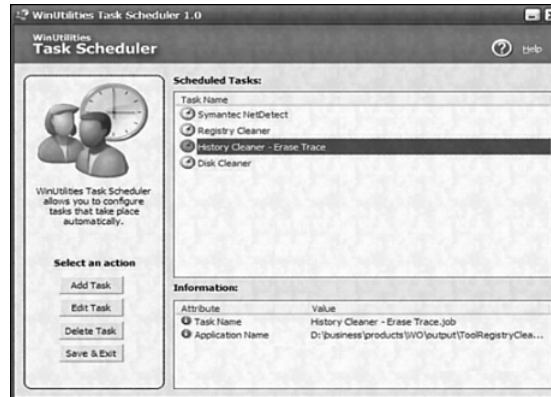 WinUtilities Task Scheduler 1.0
WinUtilities
Task Scheduler
Help
WinUtilities Task Scheduler
allows you to configure
tasks that take place
automatically.
Select an action
Add Task
Edit Task
Delete Task
Save & Exit
Scheduled Tasks:
Task Name
Symantec NetDetect
Registry Cleaner
History Cleaner - Erase Trace
Disk Cleaner
Information:
Attribute Value
Task Name History Cleaner - Erase Trace.job
Application Name D:\business\products\WO\output\ToolRegistryClea...